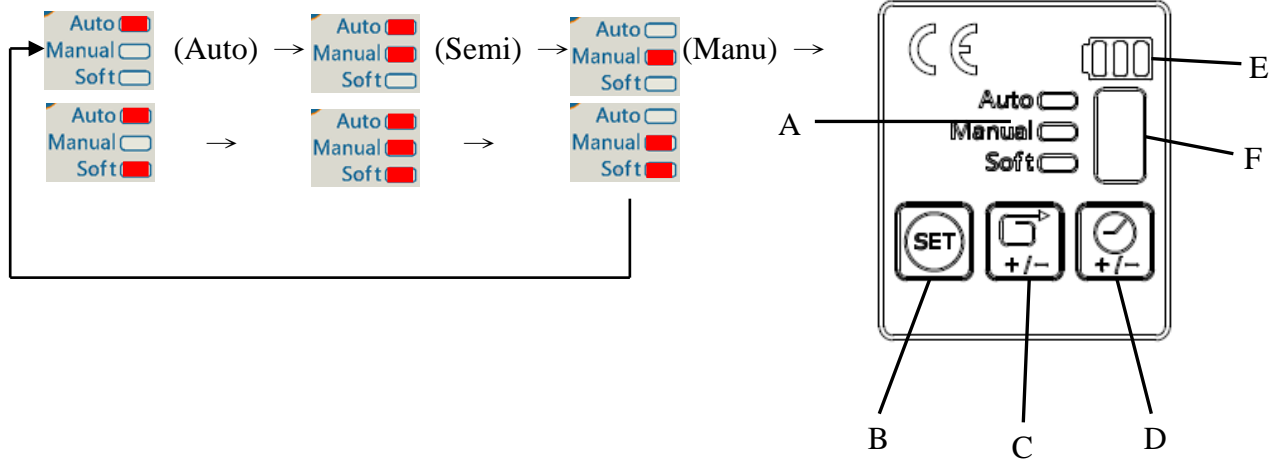 Auto
Manual
Soft
(Auto) →
Auto
Manual
Soft
(Semi) →
Auto
Manual
Soft
(Manu) →
Auto
Manual
Soft
→
Auto
Manual
Soft
→
Auto
Manual
Soft
CE
Auto
Manual
Soft
SET
+/-
+/-
A
B
C
D
E
F